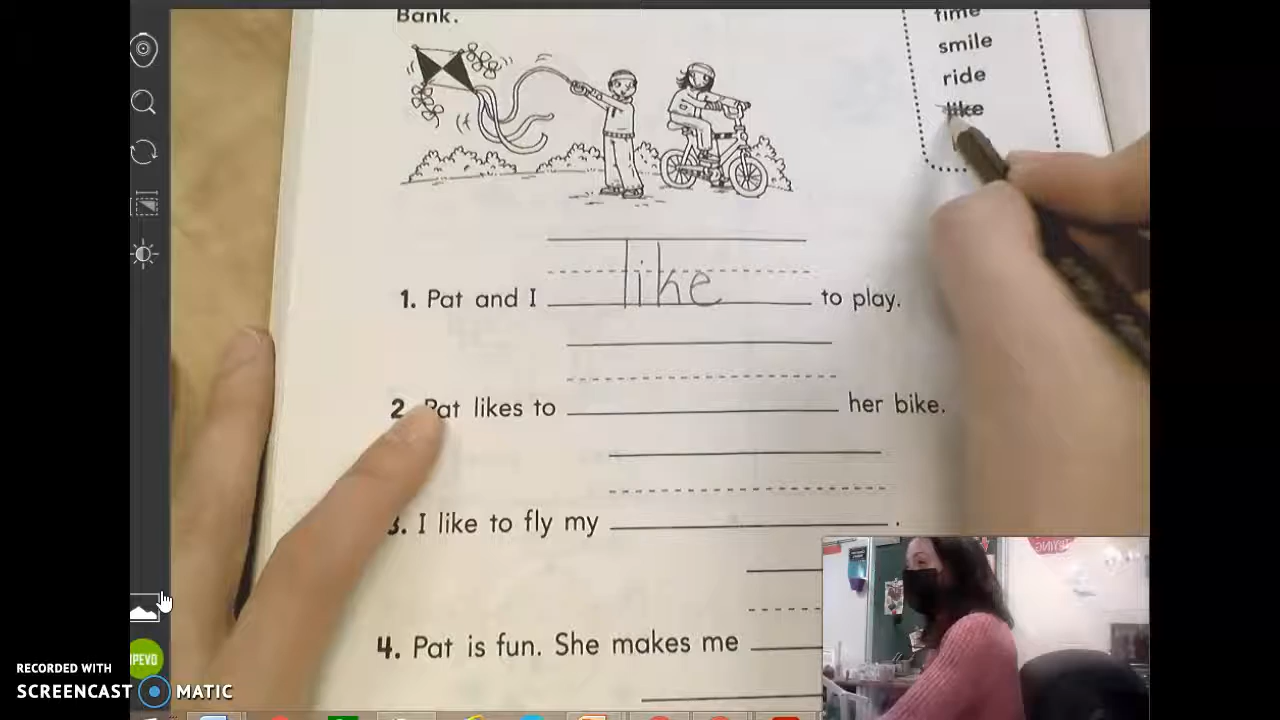 Bank.
time
smile
ride
like
like
1. Pat and I to play.
2 Pat likes to her bike.
3. I like to fly my .
4. Pat is fun. She makes me
IPEVO
RECORDED WITH
SCREENCAST MATIC